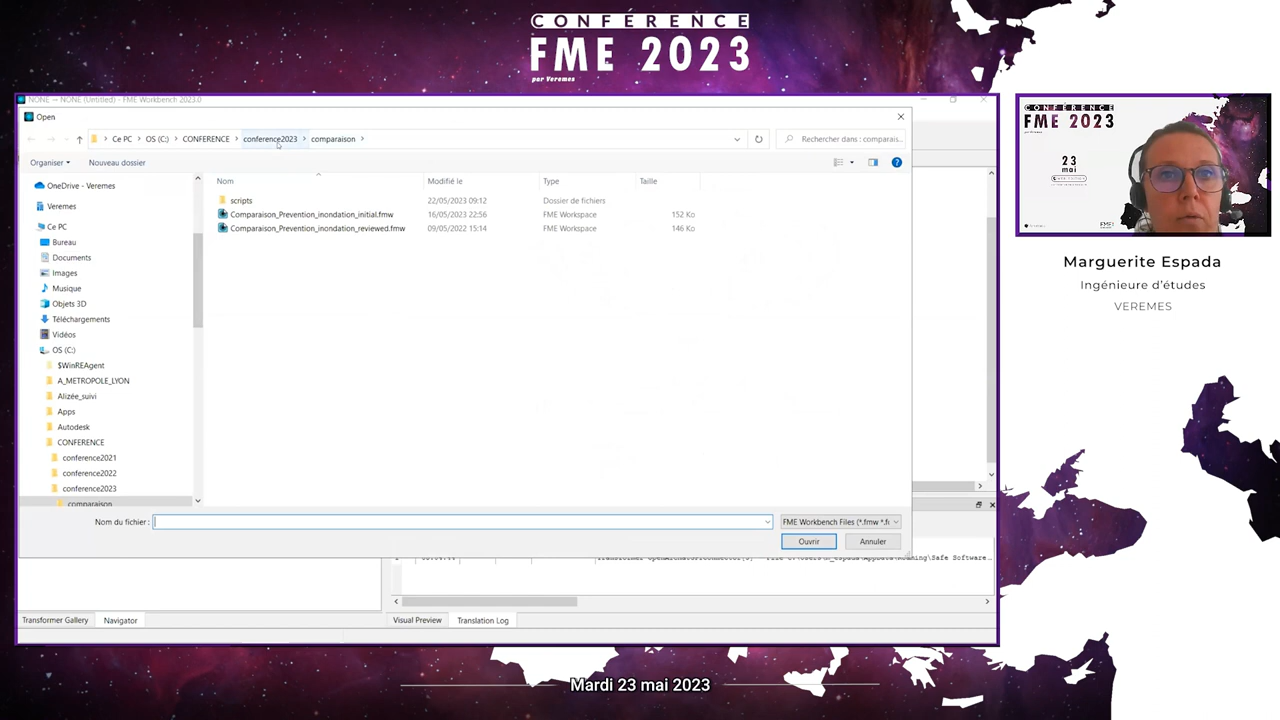 CONFÉRENCE
FME 2023
par Veremes
NONE → NONE (Untitled) - FME Workbench 2023.0
Open
Ce PC > OS (C:) > CONFERENCE > conference2023 > comparaison >
Rechercher dans : comparais...
Organiser
Nouveau dossier
Nom
Modifié le
Type
Taille
scripts
22/05/2023 09:12
Dossier de fichiers
Comparaison_Prevention_inondation_initial.fmw
16/05/2023 22:56
FME Workspace
152 Ko
Comparaison_Prevention_inondation_reviewed.fmw
09/05/2022 15:14
FME Workspace
146 Ko
OneDrive - Veremes
Veremes
Ce PC
Bureau
Documents
Images
Musique
Objets 3D
Téléchargements
Vidéos
OS (C:)
$WinREAgent
A_METROPOLE_LYON
Alizée_suivi
Apps
Autodesk
CONFERENCE
conference2021
conference2022
conference2023
comparaison
Nom du fichier :
FME Workbench Files (*.fmw *.f
Ouvrir
Annuler
Transformer Gallery
Navigator
Visual Preview
Translation Log
CONFÉRENCE
FME 2023
23
mai
Marguerite Espada
Ingénieure d'études
VEREMES
Mardi 23 mai 2023